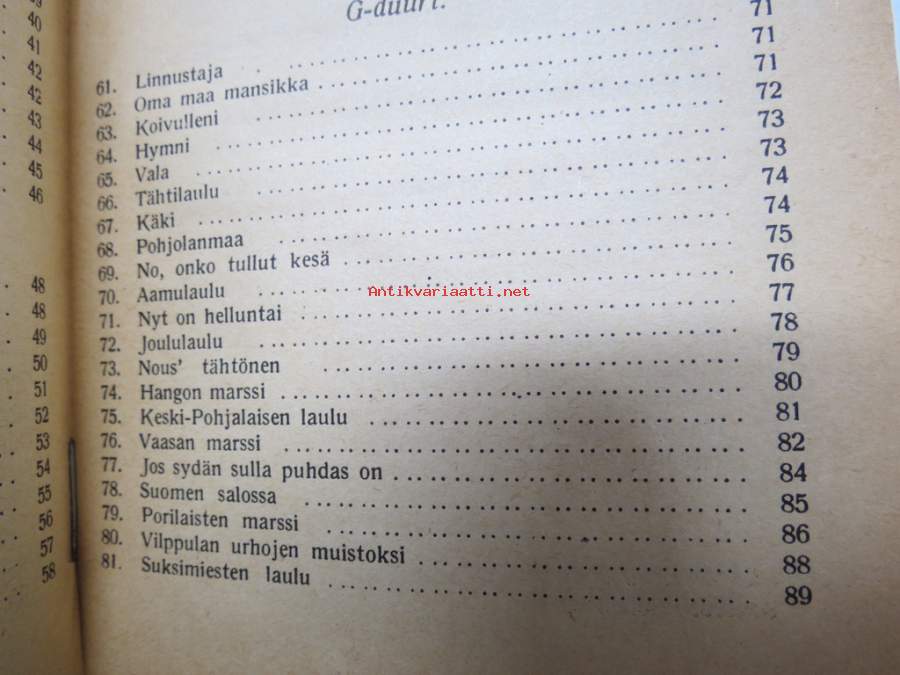 40
41
42
42
43
44
45
46
48
48
49
50
51
52
53
54
55
56
57
58
G-duuri.
61. Linnustaja 71
62. Oma maa mansikka 71
63. Koivulleni 71
64. Hymni 72
65. Vala 73
66. Tähtilaulu 73
67. Käki 74
68. Pohjolanmaa 74
69. No, onko tullut kesä 75
70. Aamulaulu 76
71. Nyt on helluntai 77
72. Joululaulu 78
73. Nous' tähtönen 79
74. Hangon marssi 80
75. Keski-Pohjalaisen laulu 81
76. Vaasan marssi 82
77. Jos sydän sulla puhdas on 84
78. Suomen salossa 85
79. Porilaisten marssi 86
80. Vilppulan urhojen muistoksi 88
81. Suksimiesten laulu 89
Antikvariaatti.net